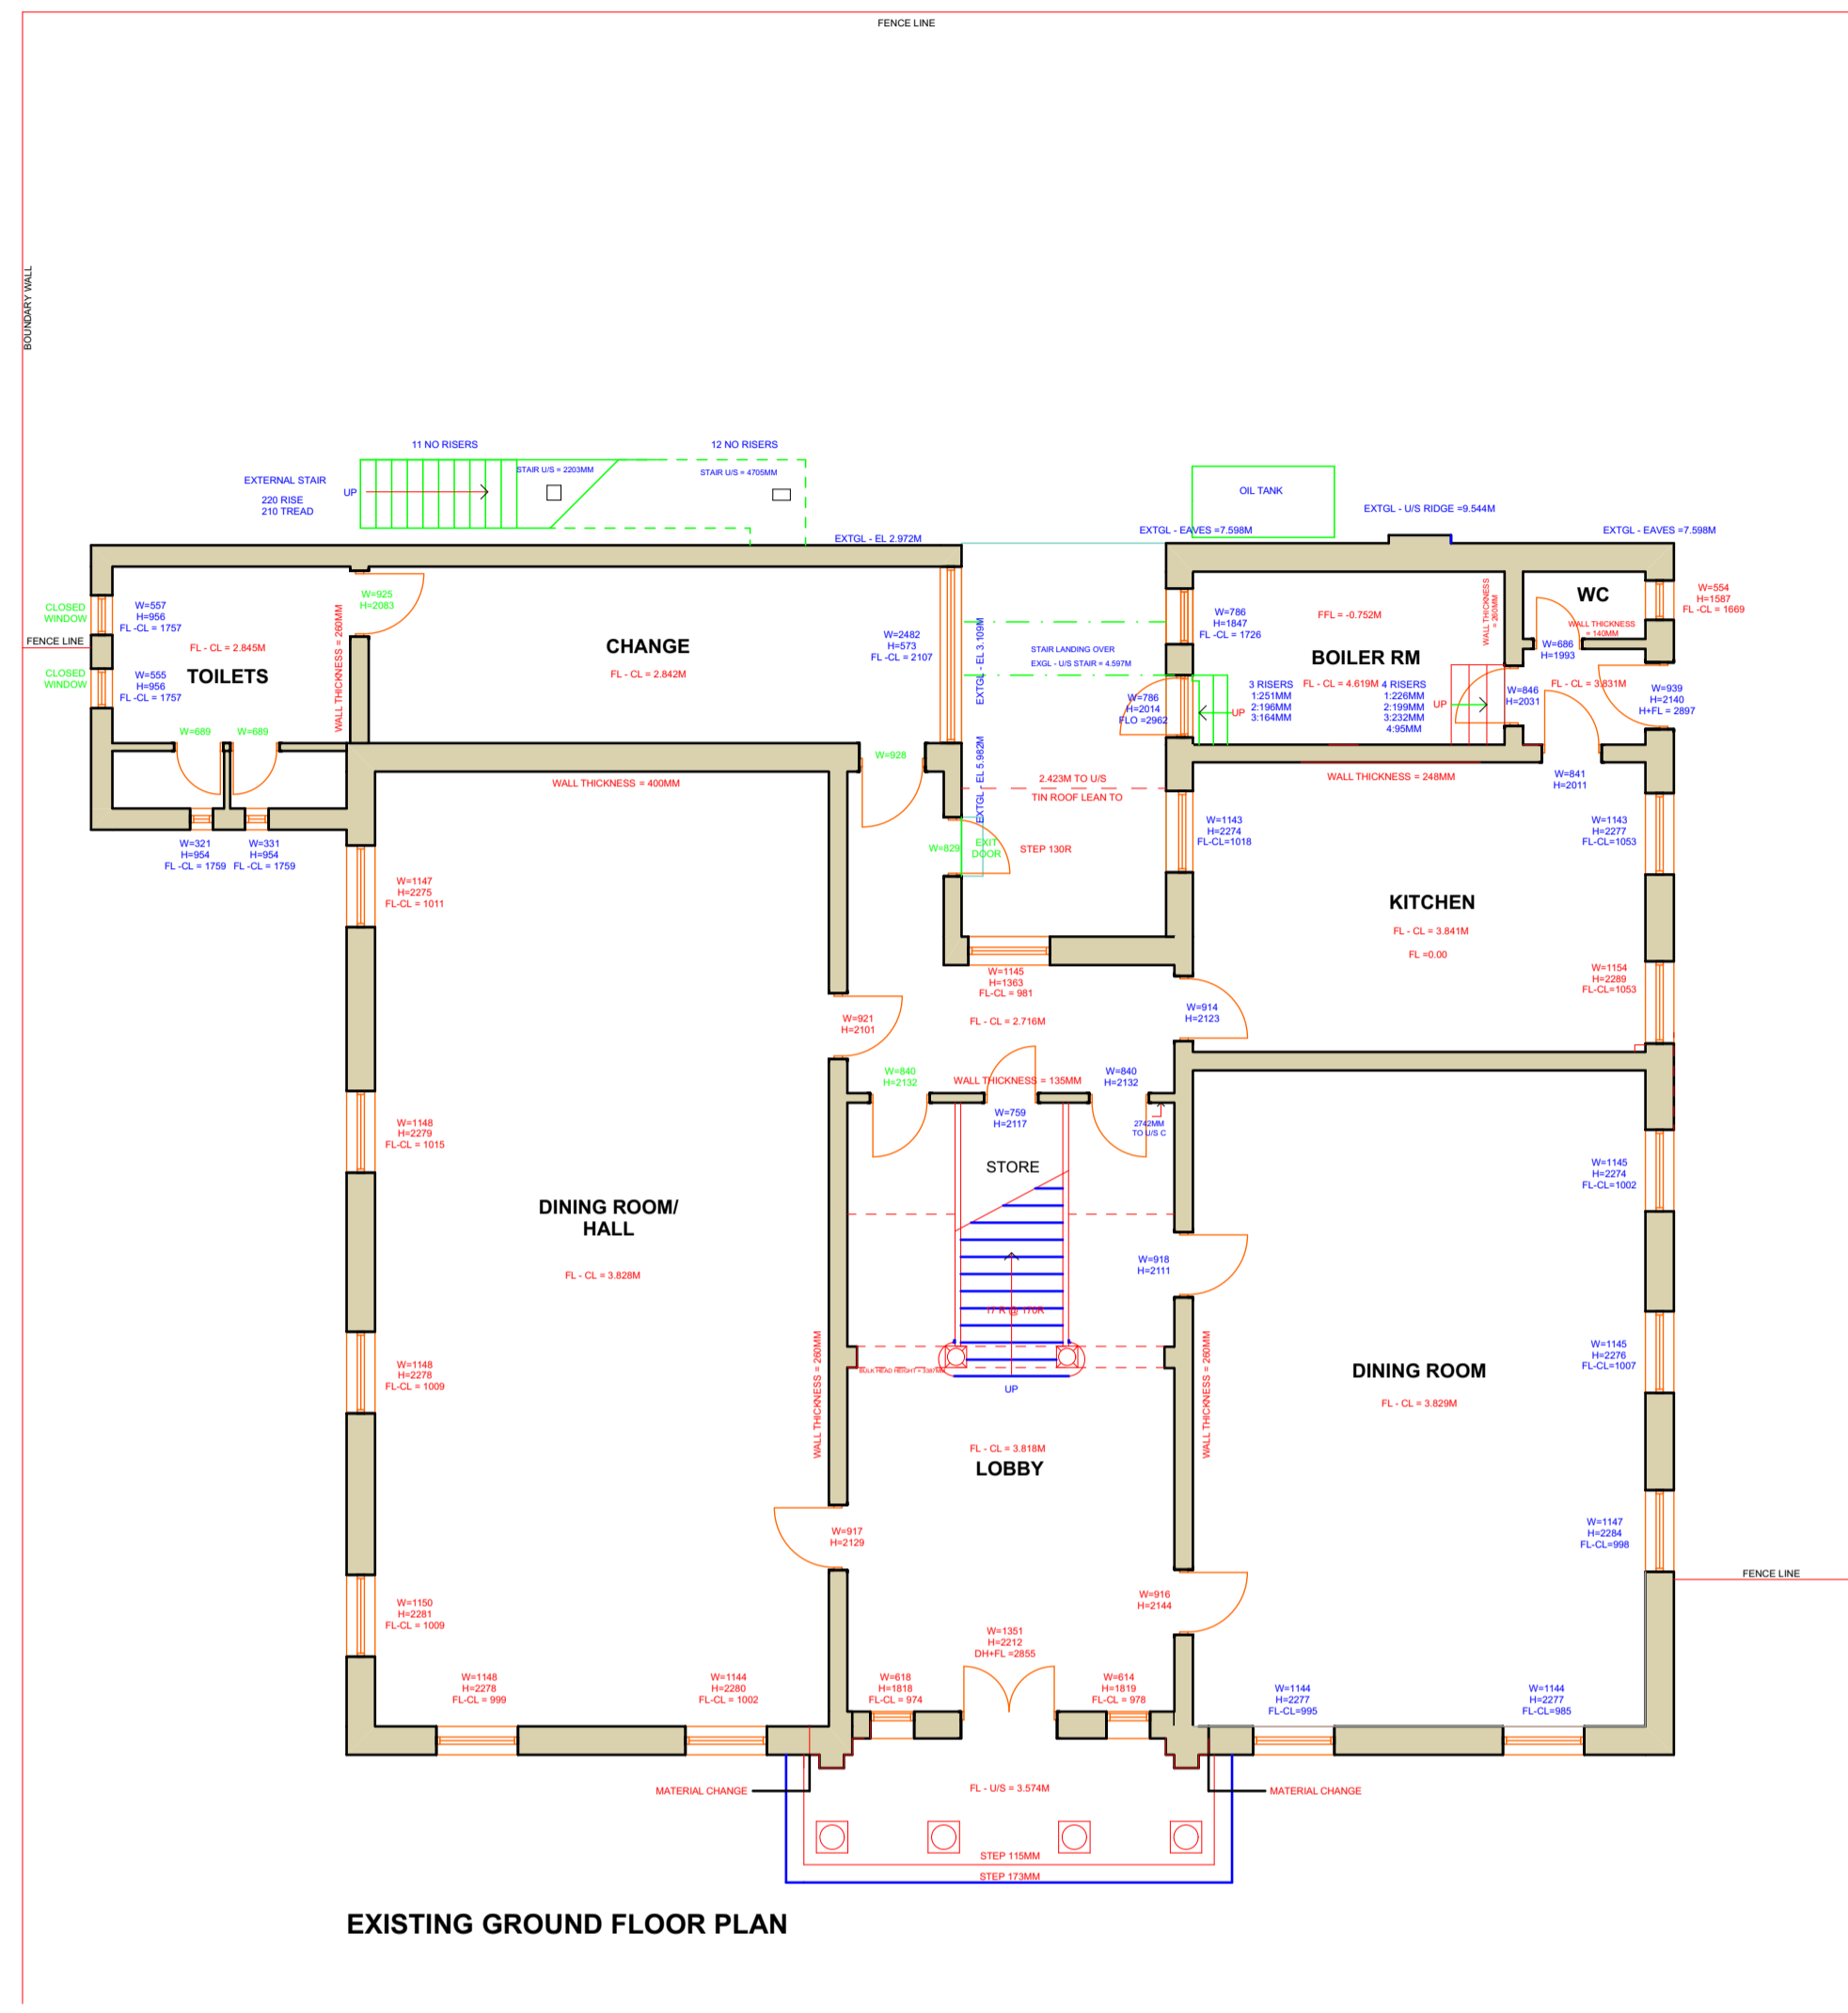 FENCE LINE
BOUNDARY WALL
11 NO RISERS
12 NO RISERS
STAIR U/S = 2203MM
STAIR U/S = 4705MM
EXTERNAL STAIR
UP
220 RISE
210 TREAD
OIL TANK
EXTGL - U/S RIDGE =9.544M
EXTGL - EL 2.972M
EXTGL - EAVES =7.598M
EXTGL - EAVES =7.598M
CLOSED
WINDOW
W=557
H=956
FL -CL = 1757
FENCE LINE
FL - CL = 2.845M
TOILETS
CLOSED
WINDOW
W=555
H=956
FL -CL = 1757
WALL THICKNESS = 260MM
W=925
H=2083
CHANGE
FL - CL = 2.842M
W=2482
H=573
FL -CL = 2107
EXTGL - EL 3.109M
STAIR LANDING OVER
EXGL - U/S STAIR = 4.597M
W=786
H=1847
FL -CL = 1726
FFL = -0.752M
BOILER RM
FL - CL = 4.619M
WALL THICKNESS
= 260MM
WC
WALL THICKNESS
= 140MM
W=554
H=1587
FL -CL = 1669
W=686
H=1993
W=786
H=2014
FLO =2962
UP
3 RISERS
1:251MM
2:196MM
3:164MM
4 RISERS
1:226MM
2:199MM
3:232MM
4:95MM
UP
W=846
H=2031
FL - CL = 3.831M
W=939
H=2140
H+FL = 2897
W=689
W=689
W=928
WALL THICKNESS = 400MM
EXTGL - EL 5.982M
2.423M TO U/S
TIN ROOF LEAN TO
WALL THICKNESS = 248MM
W=841
H=2011
W=321
H=954
FL -CL = 1759
W=331
H=954
FL -CL = 1759
W=829
EXIT
DOOR
STEP 130R
W=1143
H=2274
FL-CL=1018
W=1143
H=2277
FL-CL=1053
W=1147
H=2275
FL-CL = 1011
KITCHEN
FL - CL = 3.841M
FL =0.00
W=1145
H=1363
FL-CL = 981
W=1154
H=2289
FL-CL=1053
W=921
H=2101
FL - CL = 2.716M
W=914
H=2123
W=840
H=2132
WALL THICKNESS = 135MM
W=840
H=2132
W=759
H=2117
2742MM
TO U/S C
W=1148
H=2279
FL-CL = 1015
STORE
W=1145
H=2274
FL-CL=1002
DINING ROOM/
HALL
FL - CL = 3.828M
W=918
H=2111
17 R @ 170R
W=1148
H=2278
FL-CL = 1009
WALL THICKNESS = 260MM
UP
WALL THICKNESS = 260MM
DINING ROOM
FL - CL = 3.829M
W=1145
H=2276
FL-CL=1007
FL - CL = 3.818M
LOBBY
W=917
H=2129
W=1147
H=2284
FL-CL=998
FENCE LINE
W=1150
H=2281
FL-CL = 1009
W=916
H=2144
W=1351
H=2212
DH+FL =2855
W=1148
H=2278
FL-CL = 999
W=1144
H=2280
FL-CL = 1002
W=618
H=1818
FL-CL = 974
W=614
H=1819
FL-CL = 978
W=1144
H=2277
FL-CL=995
W=1144
H=2277
FL-CL=985
MATERIAL CHANGE
FL - U/S = 3.574M
MATERIAL CHANGE
STEP 115MM
STEP 173MM
EXISTING GROUND FLOOR PLAN